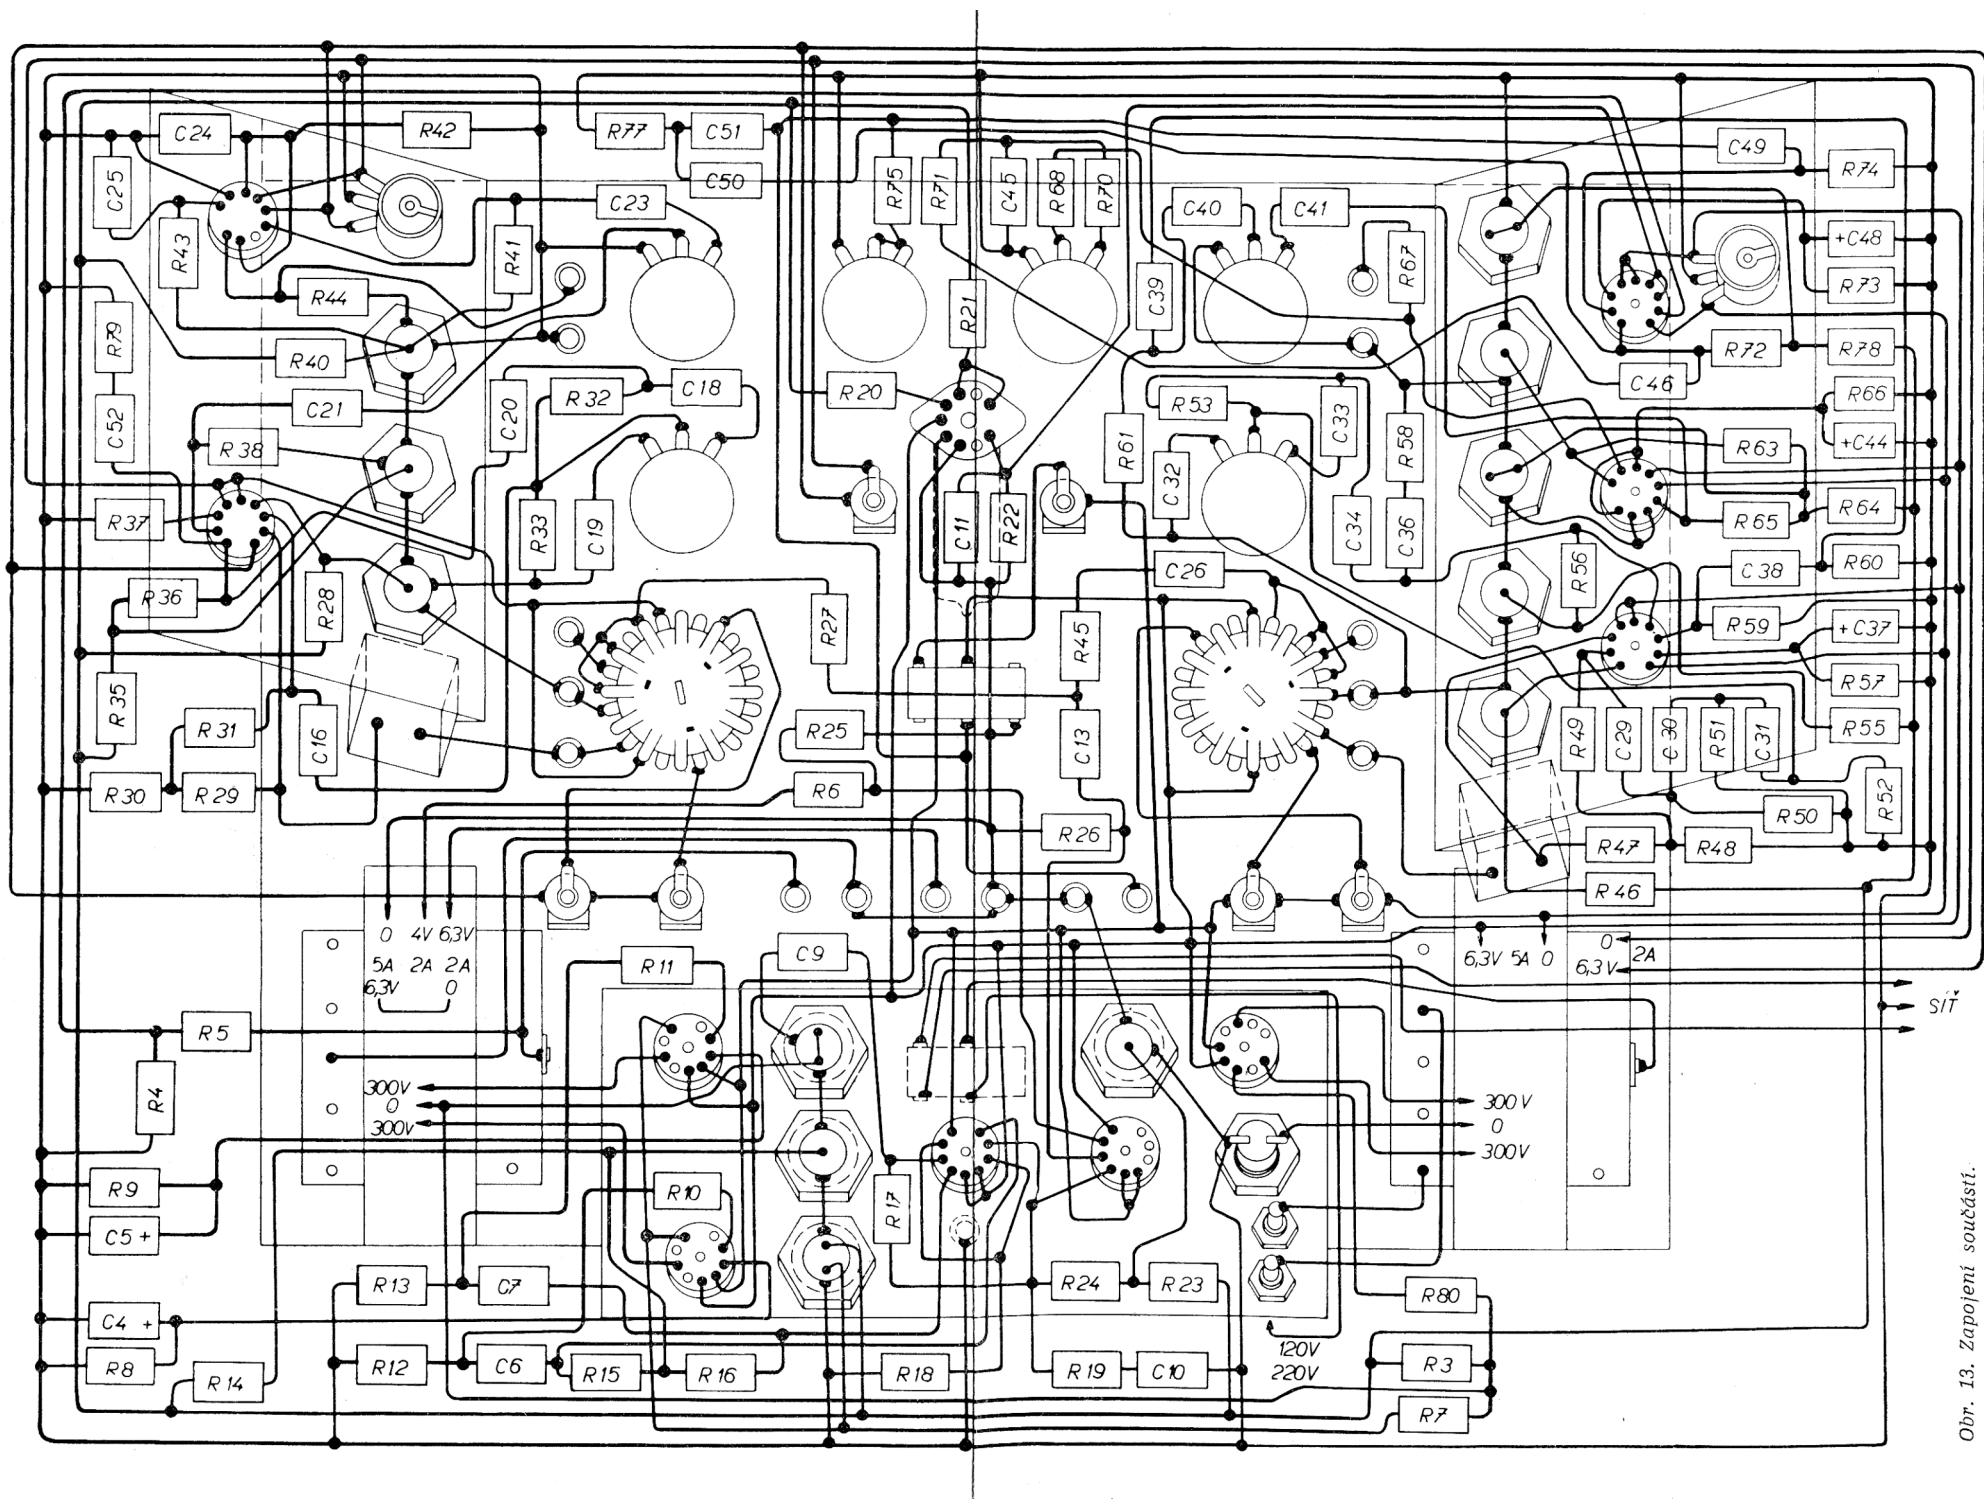 C24
R42
R77
C51
C49
C25
C50
R75
R71
C45
R68
R70
R74
C23
C40
C41
R43
R41
R67
+C48
R44
C39
R73
R79
R21
R40
R72
R78
C21
C20
R32
C18
R20
C46
R66
C52
R53
C33
R61
R58
+C44
R38
R63
C32
R37
R33
C19
C11
R22
C34
C36
R65
R64
R56
C38
R60
R36
R28
R27
C26
R45
R59
+C37
R35
R57
R31
C16
R25
C13
R49
C29
C30
R51
C31
R55
R30
R29
R6
R52
R26
R50
R47
R48
R46
0 4V 6,3V
5A 2A 2A
6,3V 0
R11
C9
6,3V 5A 0
0
2A
6,3V
SÍŤ
R5
R4
300V
0
300V
300V
0
300V
R9
R10
R17
C5+
R13
C7
R24
R23
R80
C4 +
R8
R14
R12
C6
R15
R16
R18
R19
C10
120V
220V
R3
R7
Obr. 13. Zapojení součástí.